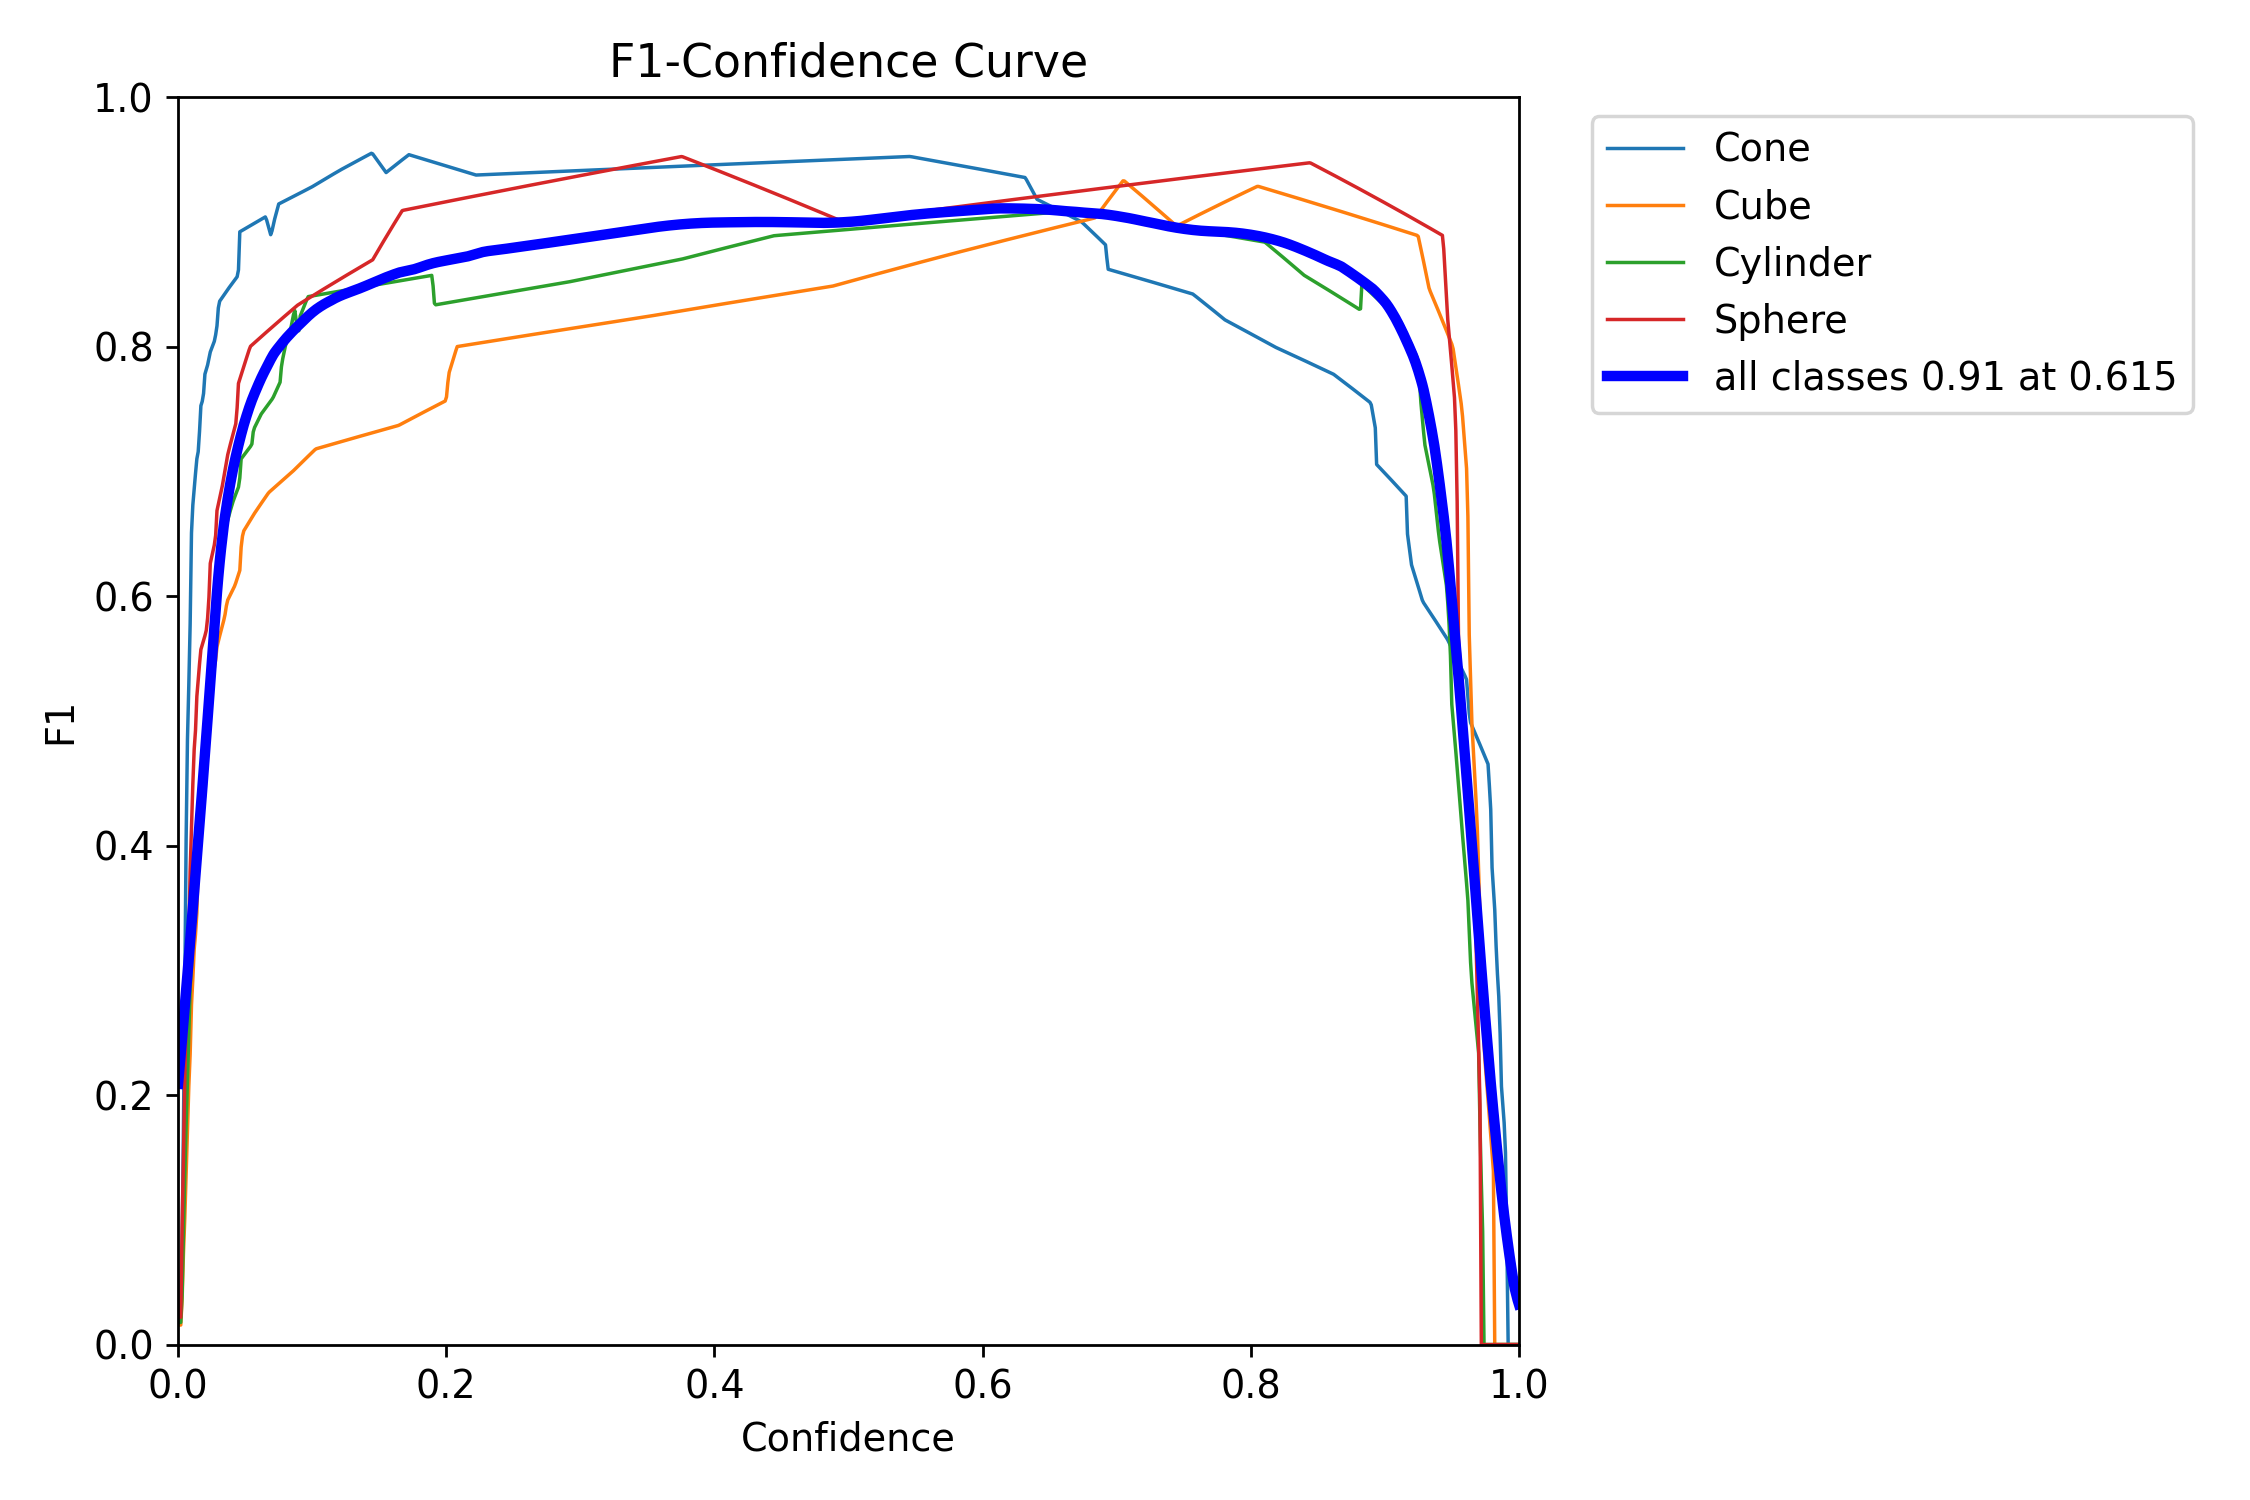 F1-Confidence Curve
1.0
0.8
0.6
0.4
0.2
0.0
F1
0.0 0.2 0.4 0.6 0.8 1.0
Confidence
Cone
Cube
Cylinder
Sphere
all classes 0.91 at 0.615